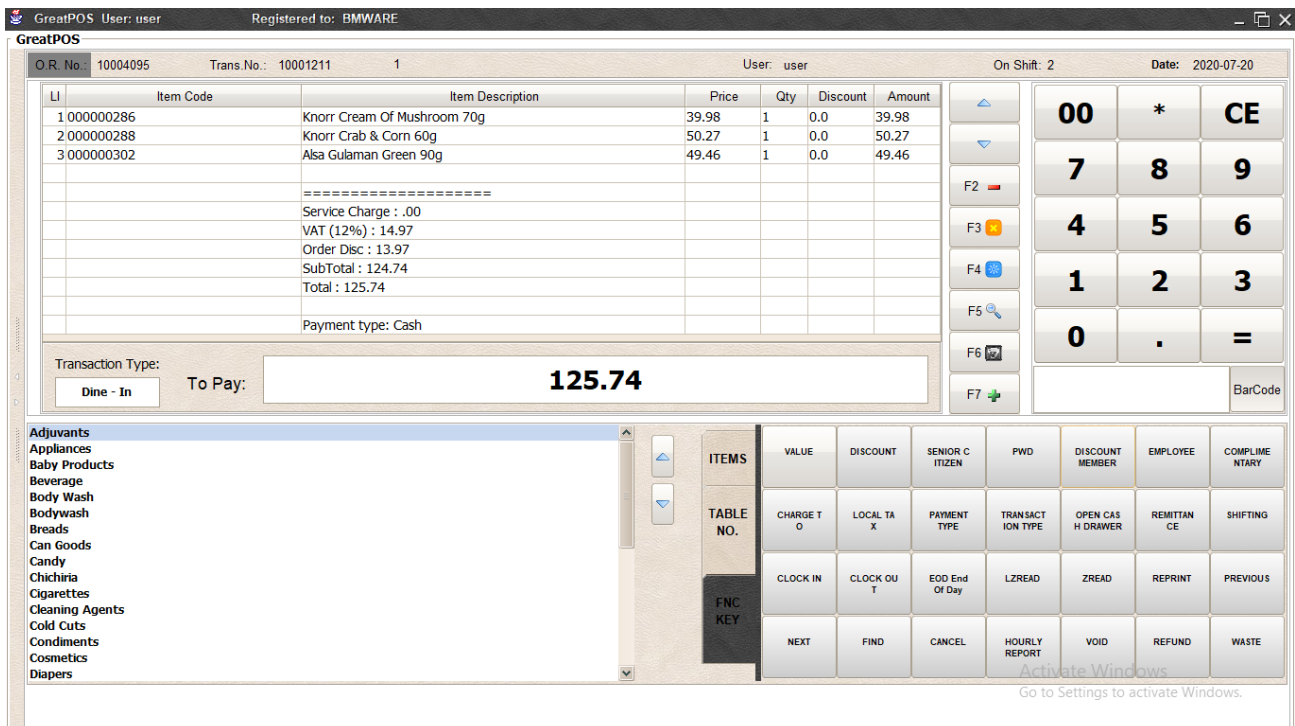 GreatPOS User: user Registered to: BMWARE
GreatPOS
O.R. No.: 10004095 Trans.No.: 10001211 1 User: user On Shift: 2 Date: 2020-07-20
LI Item Code Item Description Price Qty Discount Amount
1 000000286 Knorr Cream Of Mushroom 70g 39.98 1 0.0 39.98
2 000000288 Knorr Crab & Corn 60g 50.27 1 0.0 50.27
3 000000302 Alsa Gulaman Green 90g 49.46 1 0.0 49.46
====================
Service Charge : .00
VAT (12%) : 14.97
Order Disc : 13.97
SubTotal : 124.74
Total : 125.74
Payment type: Cash
Transaction Type:
Dine - In
To Pay: 125.74
F2
F3
F4
F5
F6
F7
00 * CE
7 8 9
4 5 6
1 2 3
0 . =
BarCode
Adjuvants
Appliances
Baby Products
Beverage
Body Wash
Bodywash
Breads
Can Goods
Candy
Chichiria
Cigarettes
Cleaning Agents
Cold Cuts
Condiments
Cosmetics
Diapers
ITEMS
TABLE
NO.
FNC
KEY
VALUE
DISCOUNT
SENIOR C
ITIZEN
PWD
DISCOUNT
MEMBER
EMPLOYEE
COMPLIME
NTARY
CHARGE T
O
LOCAL TA
X
PAYMENT
TYPE
TRANSACT
ION TYPE
OPEN CAS
H DRAWER
REMITTAN
CE
SHIFTING
CLOCK IN
CLOCK OU
T
EOD End
Of Day
LZREAD
ZREAD
REPRINT
PREVIOUS
NEXT
FIND
CANCEL
HOURLY
REPORT
VOID
REFUND
WASTE
Activate Windows
Go to Settings to activate Windows.